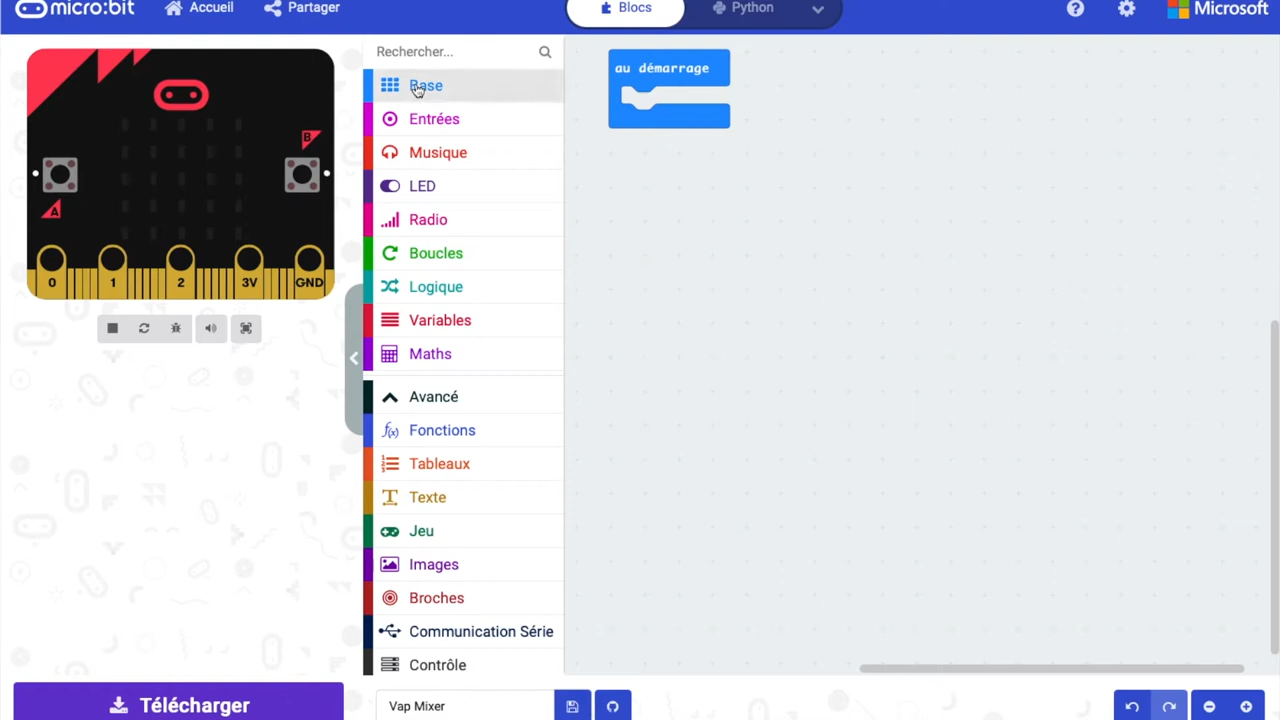 micro:bit
Accueil
Partager
Blocs
Python
Microsoft
B
A
0 1 2 3V GND
Rechercher...
Base
Entrées
Musique
LED
Radio
Boucles
Logique
Variables
Maths
Avancé
f(x) Fonctions
Tableaux
Texte
Jeu
Images
Broches
Communication Série
Contrôle
au démarrage
Télécharger
Vap Mixer